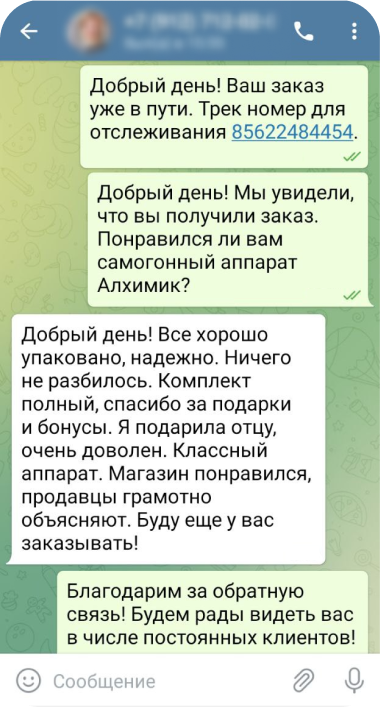 Добрый день! Ваш заказ
уже в пути. Трек номер для
отслеживания 85622484454.
Добрый день! Мы увидели,
что вы получили заказ.
Понравился ли вам
самогонный аппарат
Алхимик?
Добрый день! Все хорошо
упаковано, надежно. Ничего
не разбилось. Комплект
полный, спасибо за подарки
и бонусы. Я подарила отцу,
очень доволен. Классный
аппарат. Магазин понравился,
продавцы грамотно
объясняют. Буду еще у вас
заказывать!
Благодарим за обратную
связь! Будем рады видеть вас
в числе постоянных клиентов!
Сообщение